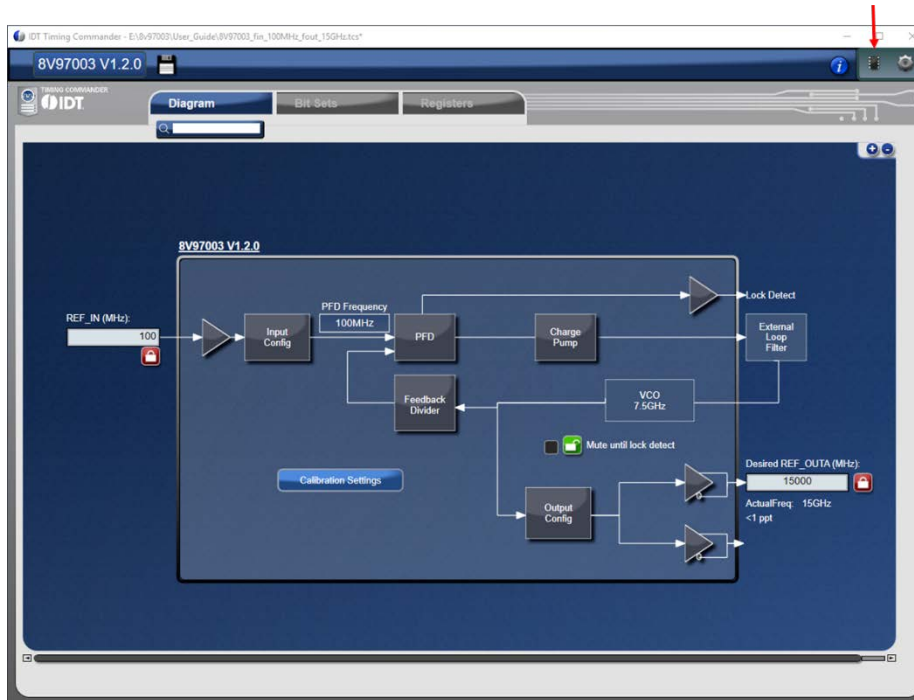 IDT Timing Commander - E:\8v97003\User_Guide\8V97003_fin_100MHz_fout_15GHz.tcs*
8V97003 V1.2.0
TIMING COMMANDER
IDT
Diagram
Bit Sets
Registers
8V97003 V1.2.0
Lock Detect
REF_IN (MHz):
100
PFD Frequency
100MHz
Input
Config
PFD
Charge
Pump
External
Loop
Filter
Feedback
Divider
VCO
7.5GHz
Mute until lock detect
Calibration Settings
Desired REF_OUTA (MHz):
15000
Output
Config
ActualFreq: 15GHz
<1 ppt